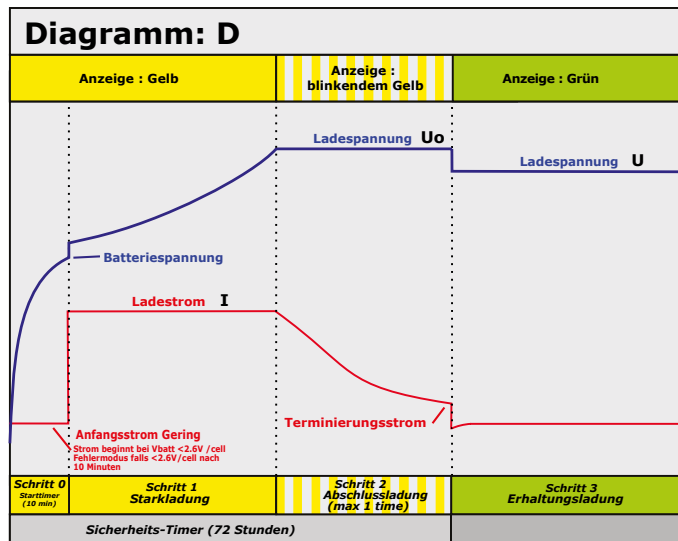 Diagramm: D
Anzeige : Gelb
Anzeige :
blinkendem Gelb
Anzeige : Grün
Ladespannung Uo
Ladespannung U
Batteriespannung
Ladestrom I
Anfangsstrom Gering
Strom beginnt bei Vbatt <2.6V /cell
Fehlermodus falls <2.6V/cell nach
10 Minuten
Terminierungsstrom
Schritt 0
Starttimer
(10 min)
Schritt 1
Starkladung
Schritt 2
Abschlussladung
(max 1 time)
Schritt 3
Erhaltungsladung
Sicherheits-Timer (72 Stunden)